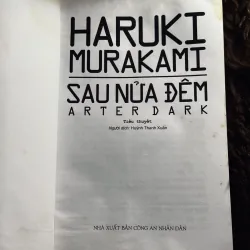 HARUKI
MURAKAMI
SAU NỬA ĐÊM
ARTER DARK
Tiểu thuyết
Người dịch: Huỳnh Thanh Xuân
NHÀ XUẤT BẢN CÔNG AN NHÂN DÂN